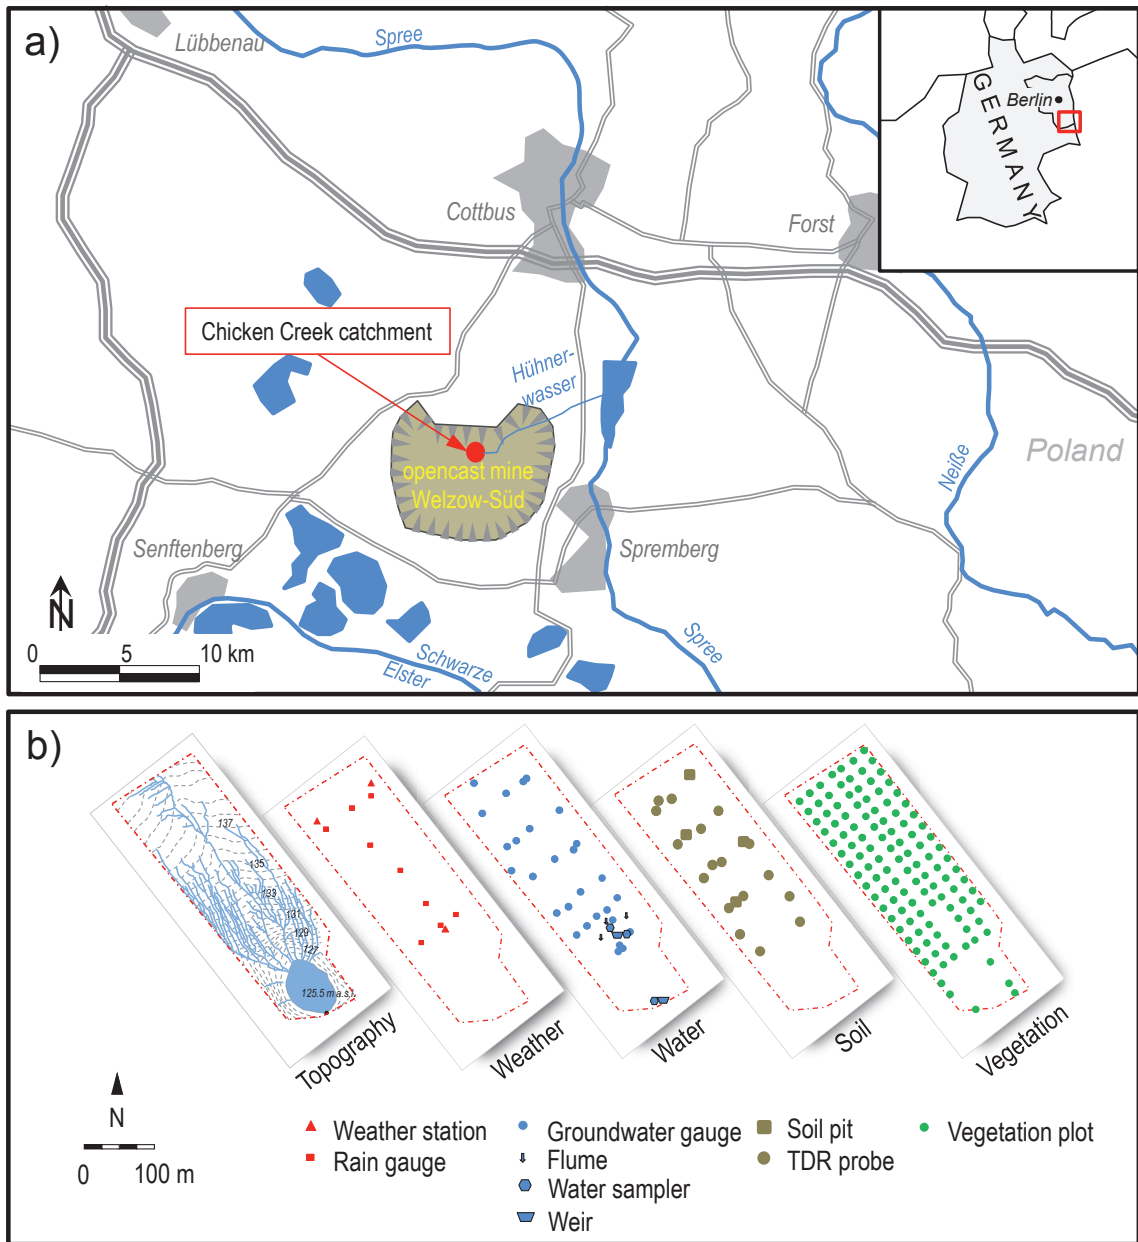 a)
Lübbenau
Spree
GERMANY
Berlin
Cottbus
Forst
Chicken Creek catchment
Hühner-
wasser
opencast mine
Welzow-Süd
Poland
Neiße
Senftenberg
Spremberg
N
0 5 10 km
Schwarze
Elster
Spree
b)
137
135
133
131
129
127
125.5 m a.s.l.
Topography
Weather
Water
Soil
Vegetation
N
0 100 m
Weather station
Rain gauge
Groundwater gauge
Flume
Water sampler
Weir
Soil pit
TDR probe
Vegetation plot